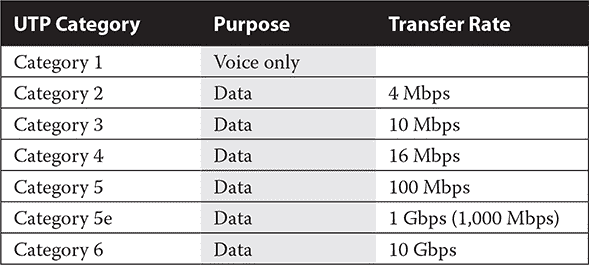 UTP Category Purpose Transfer Rate
Category 1 Voice only
Category 2 Data 4 Mbps
Category 3 Data 10 Mbps
Category 4 Data 16 Mbps
Category 5 Data 100 Mbps
Category 5e Data 1 Gbps (1,000 Mbps)
Category 6 Data 10 Gbps